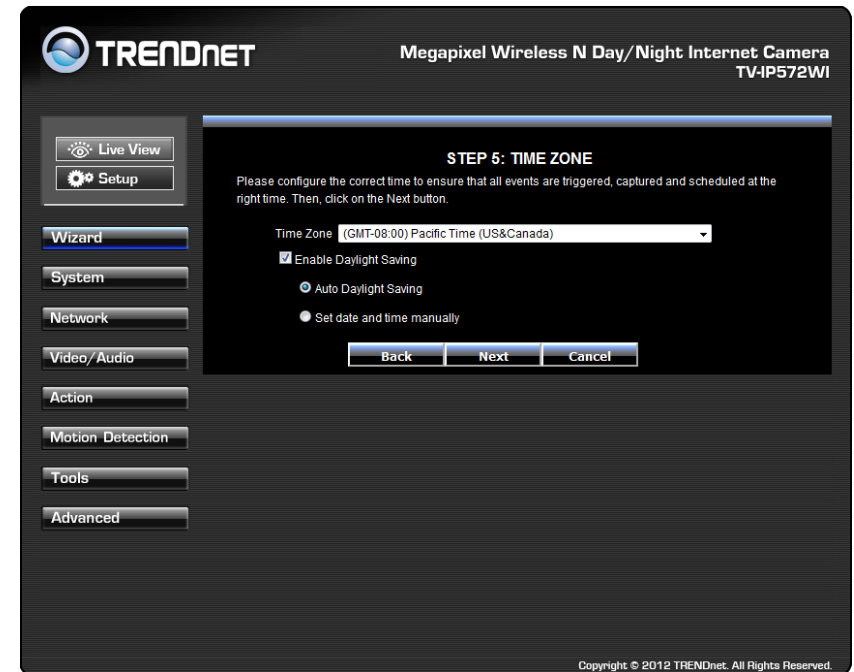 TRENDNET
Megapixel Wireless N Day/Night Internet Camera
TV-IP572WI
Live View
Setup
Wizard
System
Network
Video/Audio
Action
Motion Detection
Tools
Advanced
STEP 5: TIME ZONE
Please configure the correct time to ensure that all events are triggered, captured and scheduled at the
right time. Then, click on the Next button.
Time Zone (GMT-08:00) Pacific Time (US&Canada)
Enable Daylight Saving
Auto Daylight Saving
Set date and time manually
Back Next Cancel
Copyright © 2012 TRENDnet. All Rights Reserved.